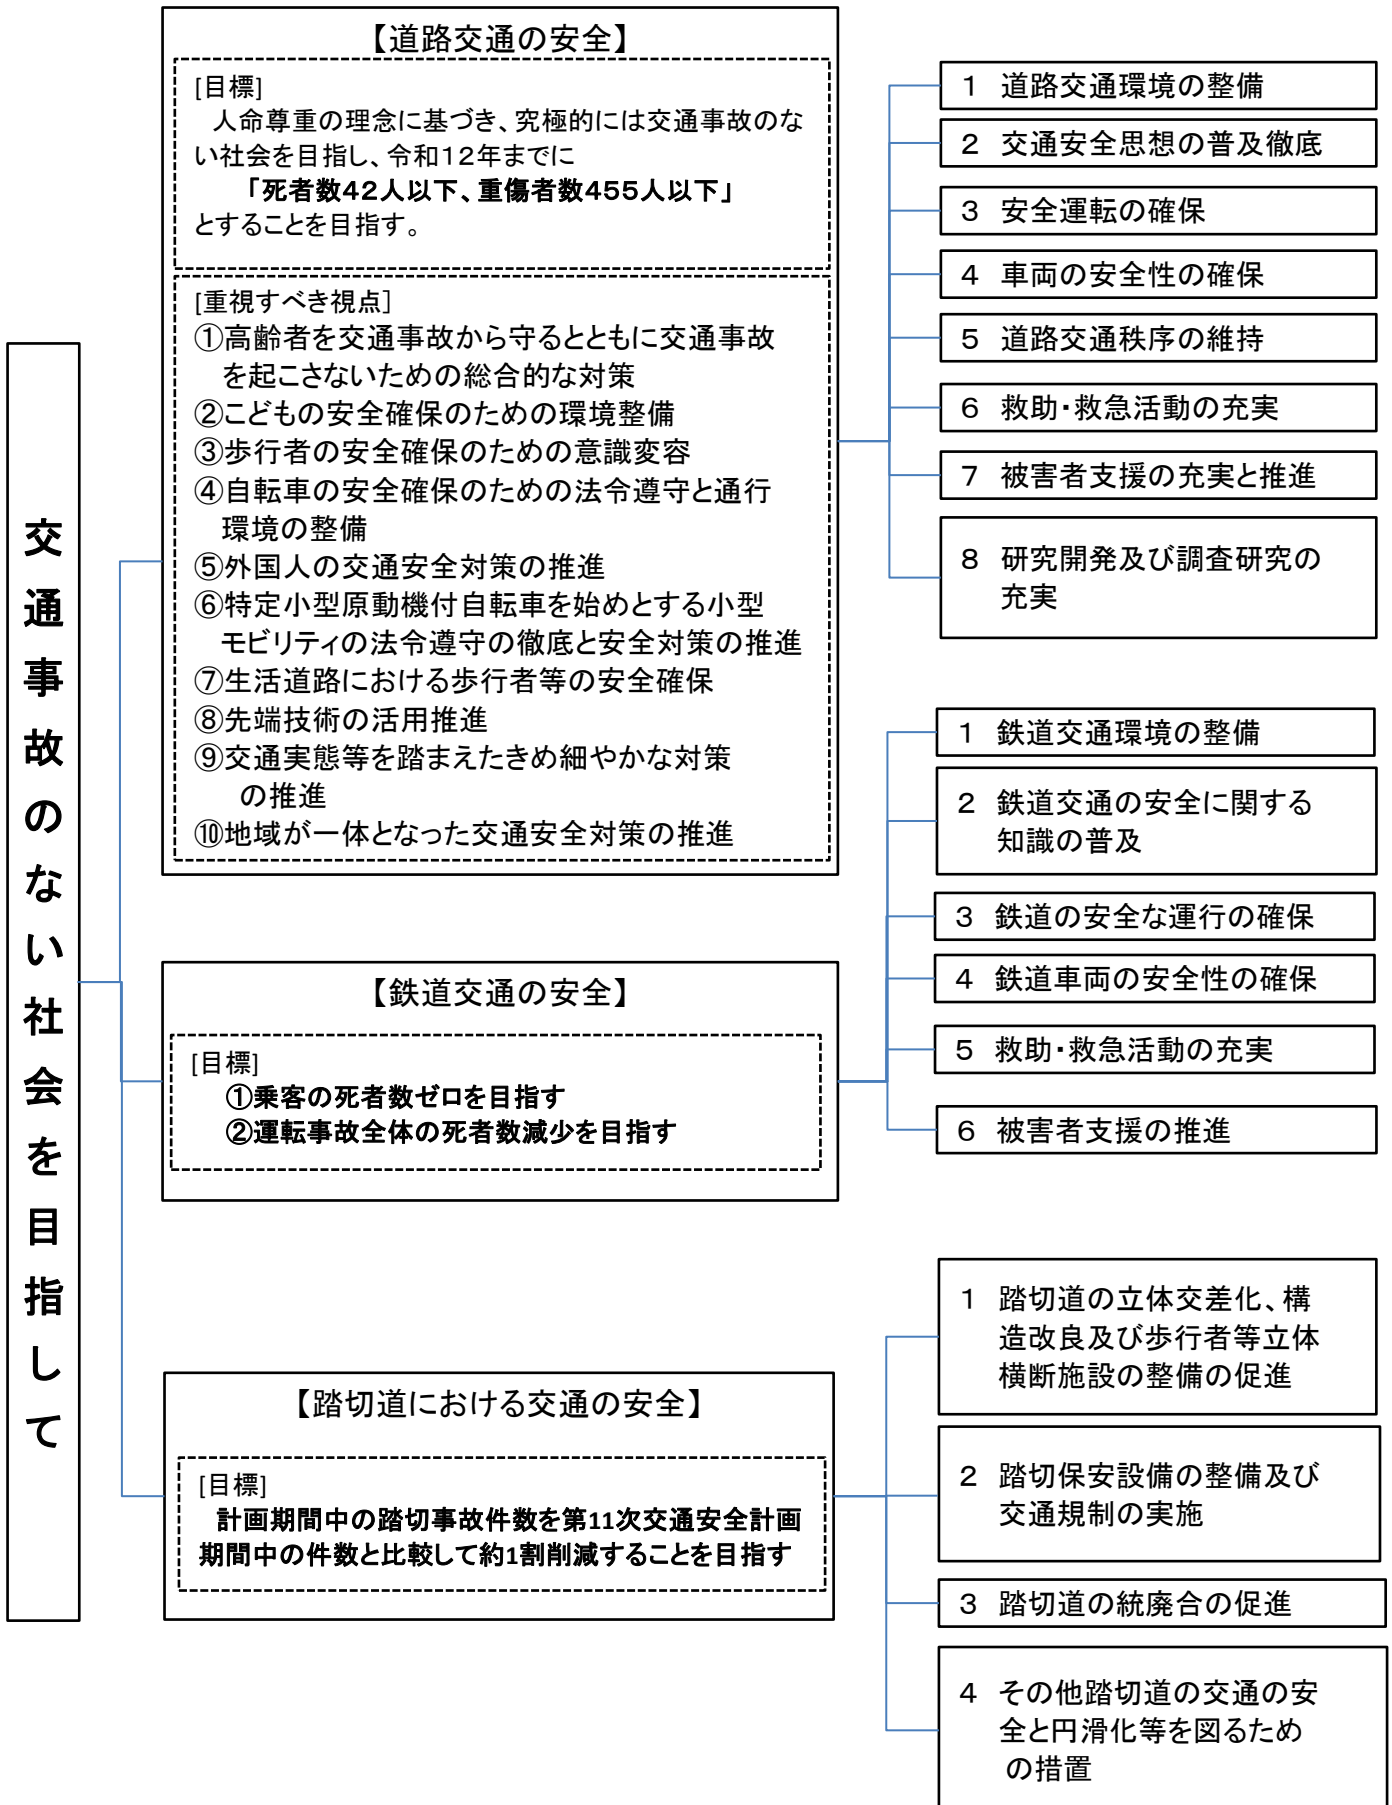 交通事故のない社会を目指して
【道路交通の安全】
[目標]
人命尊重の理念に基づき、究極的には交通事故のな
い社会を目指し、令和１２年までに
「死者数４２人以下、重傷者数４５５人以下」
とすることを目指す。
[重視すべき視点]
①高齢者を交通事故から守るとともに交通事故
を起こさないための総合的な対策
②こどもの安全確保のための環境整備
③歩行者の安全確保のための意識変容
④自転車の安全確保のための法令遵守と通行
環境の整備
⑤外国人の交通安全対策の推進
⑥特定小型原動機付自転車を始めとする小型
モビリティの法令遵守の徹底と安全対策の推進
⑦生活道路における歩行者等の安全確保
⑧先端技術の活用推進
⑨交通実態等を踏まえたきめ細やかな対策
の推進
⑩地域が一体となった交通安全対策の推進
１　道路交通環境の整備
２　交通安全思想の普及徹底
３　安全運転の確保
４　車両の安全性の確保
５　道路交通秩序の維持
６　救助・救急活動の充実
７　被害者支援の充実と推進
８　研究開発及び調査研究の
充実
【鉄道交通の安全】
[目標]
①乗客の死者数ゼロを目指す
②運転事故全体の死者数減少を目指す
１　鉄道交通環境の整備
２　鉄道交通の安全に関する
知識の普及
３　鉄道の安全な運行の確保
４　鉄道車両の安全性の確保
５　救助・救急活動の充実
６　被害者支援の推進
【踏切道における交通の安全】
[目標]
計画期間中の踏切事故件数を第11次交通安全計画
期間中の件数と比較して約1割削減することを目指す
１　踏切道の立体交差化、構
造改良及び歩行者等立体
横断施設の整備の促進
２　踏切保安設備の整備及び
交通規制の実施
３　踏切道の統廃合の促進
４　その他踏切道の交通の安
全と円滑化等を図るため
の措置